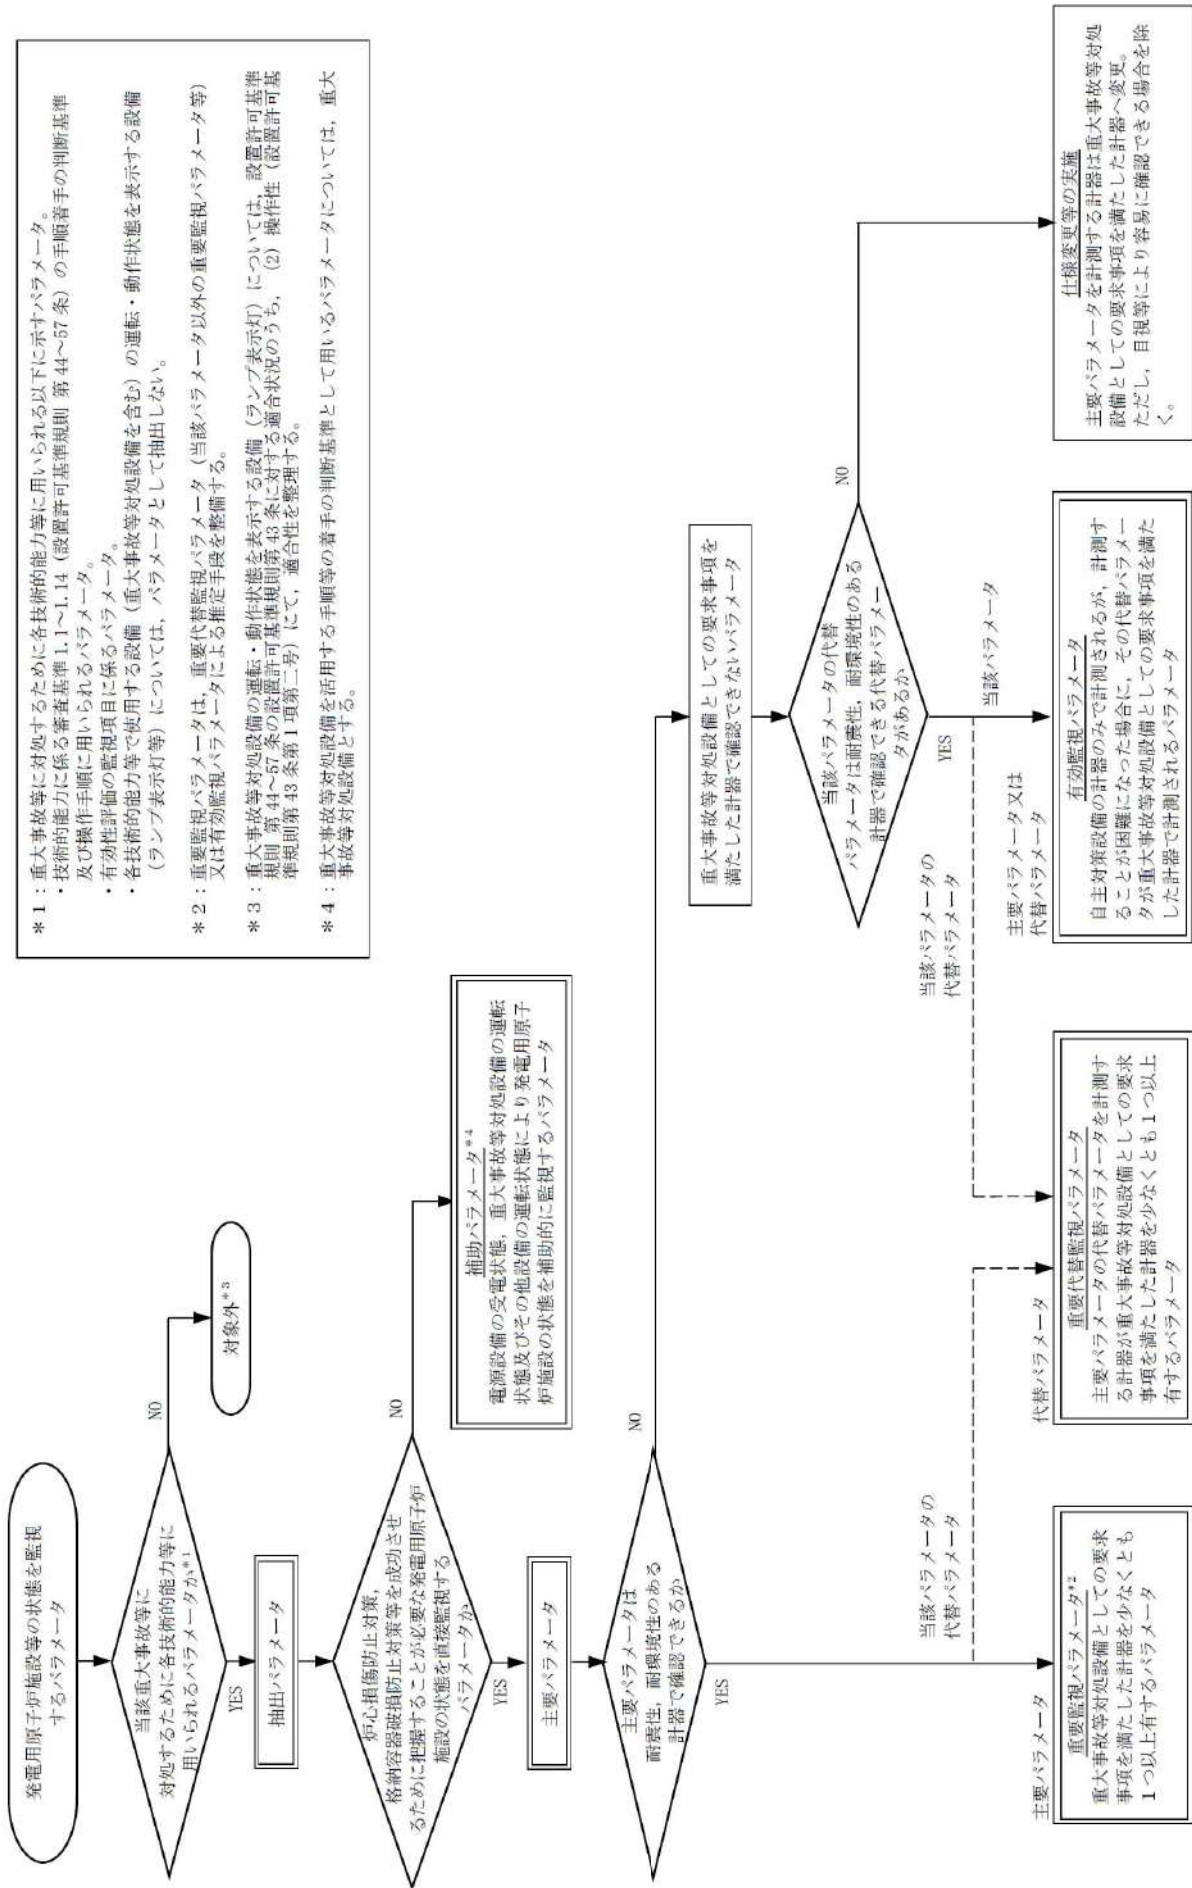 発電用原子炉施設等の状態を監視
するパラメータ
当該重大事故等に
対処するために各技術的能力等に
用いられるパラメータか*1
NO
対象外*3
YES
抽出パラメータ
炉心損傷防止対策,
格納容器破損防止対策等を成功させ
るために把握することが必要な発電用原子炉
施設の状態を直接監視する
パラメータか
NO
補助パラメータ*4
電源設備の受電状態,重大事故等対処設備の運転
状態及びその他設備の運転状態により発電用原子
炉施設の状態を補助的に監視するパラメータ
YES
主要パラメータ
主要パラメータは
耐震性,耐環境性のある
計器で確認できるか
NO
YES
重大事故等対処設備としての要求事項を
満たした計器で確認できないパラメータ
当該パラメータの代替
パラメータは耐震性,耐環境性のある
計器で確認できる代替パラメー
タがあるか
NO
YES
当該パラメータの
代替パラメータ
当該パラメータの
代替パラメータ
当該パラメータ
主要パラメータ
代替パラメータ
主要パラメータ又は
代替パラメータ
重要監視パラメータ*2
重大事故等対処設備としての要求
事項を満たした計器を少なくとも
1つ以上有するパラメータ
重要代替監視パラメータ
主要パラメータの代替パラメータを計測す
る計器が重大事故等対処設備としての要求
事項を満たした計器を少なくとも1つ以上
有するパラメータ
有効監視パラメータ
自主対策設備の計器のみで計測されるが,計測す
ることが困難になった場合に,その代替パラメー
タが重大事故等対処設備としての要求事項を満た
した計器で計測されるパラメータ
仕様変更等の実施
主要パラメータを計測する計器は重大事故等対処
設備としての要求事項を満たした計器へ変更。
ただし,目視等により容易に確認できる場合を除
く。
*1:重大事故等に対処するために各技術的能力等に用いられる以下に示すパラメータ。
・技術的能力に係る審査基準1.1~1.14(設置許可基準規則 第44~57条)の手順着手の判断基準
及び操作手順に用いられるパラメータ。
・有効性評価の監視項目に係るパラメータ。
・各技術的能力等で使用する設備(重大事故等対処設備を含む)の運転・動作状態を表示する設備
(ランプ表示灯等)については,パラメータとして抽出しない。
*2:重要監視パラメータは,重要代替監視パラメータ(当該パラメータ以外の重要監視パラメータ等)
又は有効監視パラメータによる推定手段を整備する。
*3:重大事故等対処設備の運転・動作状態を表示する設備(ランプ表示灯)については,設置許可基準
規則 第44~57条の設置許可基準規則第43条に対する適合状況のうち,(2)操作性(設置許可基
準規則第43条第1項第二号)にて,適合性を整理する。
*4:重大事故等対処設備を活用する手順等の着手の判断基準として用いるパラメータについては,重大
事故等対処設備とする。